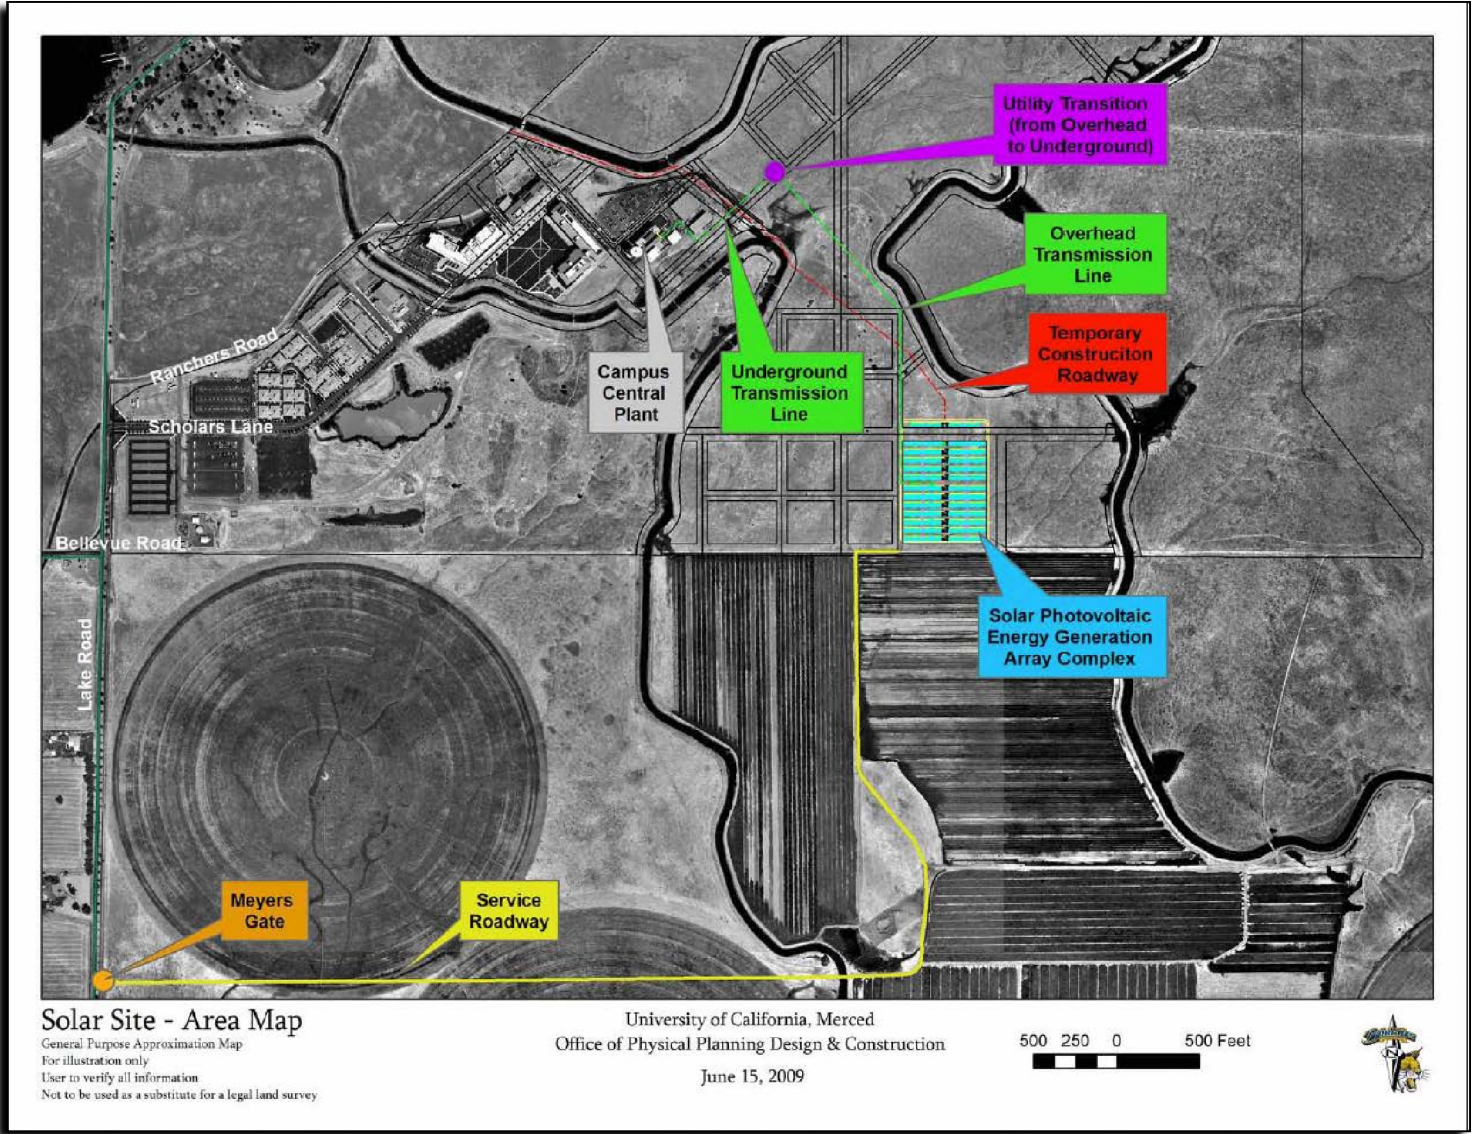 Utility Transition
(from Overhead
to Underground)
Overhead
Transmission
Line
Temporary
Construciton
Roadway
Campus
Central
Plant
Underground
Transmission
Line
Ranchers Road
Scholars Lane
Bellevue Road
Lake Road
Solar Photovoltaic
Energy Generation
Array Complex
Meyers
Gate
Service
Roadway
Solar Site - Area Map
General Purpose Approximation Map
For illustration only
User to verify all information
Not to be used as a substitute for a legal land survey
University of California, Merced
Office of Physical Planning Design & Construction
June 15, 2009
500 250 0 500 Feet